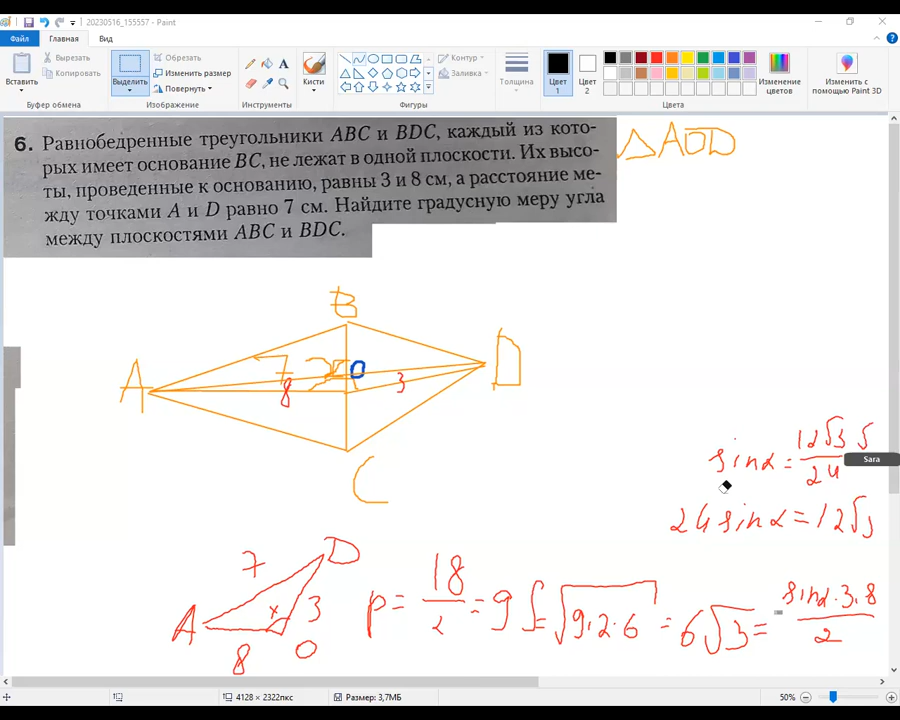 20230516_155557 - Paint
Файл Главная Вид
Вставить Выделить Вырезать Копировать Обрезать Изменить размер Повернуть Кисти Контур Заливка Толщина Цвет 1 Цвет 2 Изменение цветов Изменить с помощью Paint 3D
Буфер обмена Изображение Инструменты Фигуры Цвета
6. Равнобедренные треугольники ABC и BDC, каждый из кото-
рых имеет основание BC, не лежат в одной плоскости. Их высо-
ты, проведенные к основанию, равны 3 и 8 см, а расстояние ме-
жду точками A и D равно 7 см. Найдите градусную меру угла
между плоскостями ABC и BDC.
△AOD
B
A 7 O D
8 3
C
sinα = 12√3 / 24
Sara
24 sinα = 12√3
7 D
A x 3
8 O
p = 18/2 = 9 S = √9·2·6 = 6√3 = sinα·3·8 / 2
4128 × 2322пкс Размер: 3,7МБ 50%